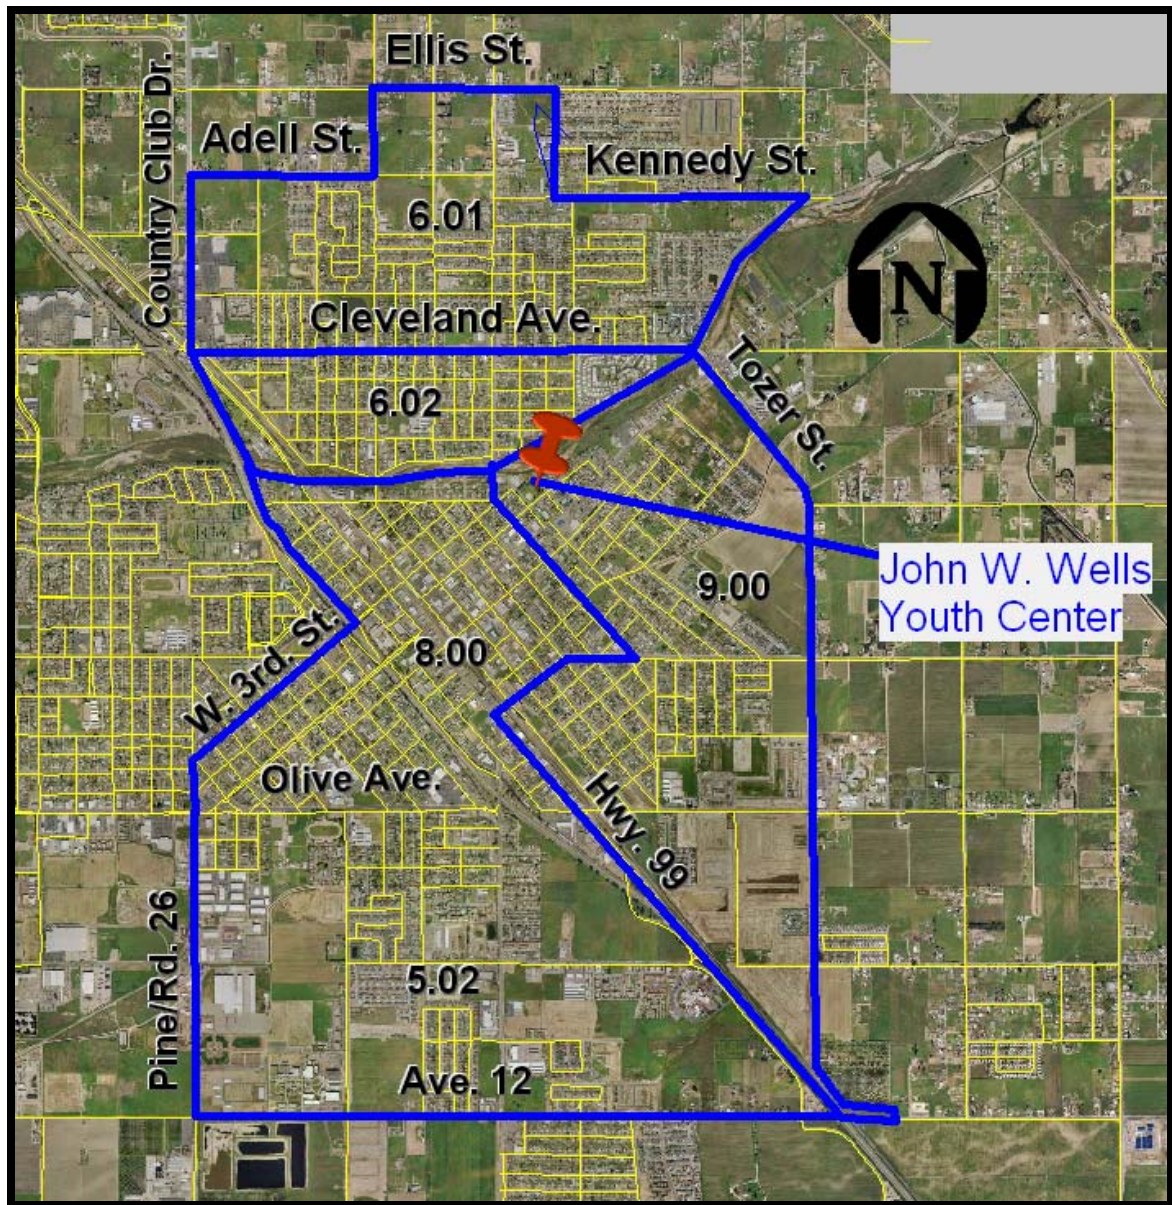 Ellis St.
Country Club Dr.
Adell St.
Kennedy St.
6.01
N
Cleveland Ave.
Tozer St.
6.02
John W. Wells
Youth Center
9.00
W. 3rd. St.
8.00
Olive Ave.
Hwy. 99
Pine/Rd. 26
5.02
Ave. 12